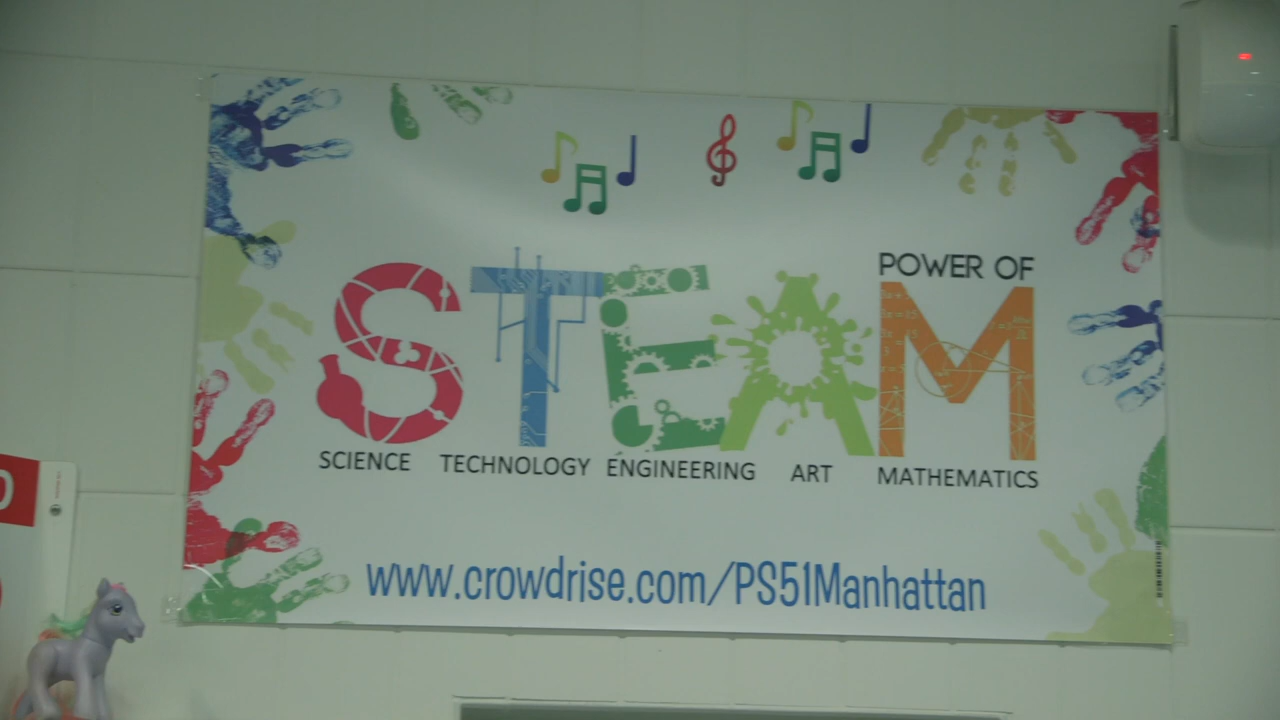 POWER OF
STEAM
SCIENCE TECHNOLOGY ENGINEERING ART MATHEMATICS
www.crowdrise.com/PS51Manhattan